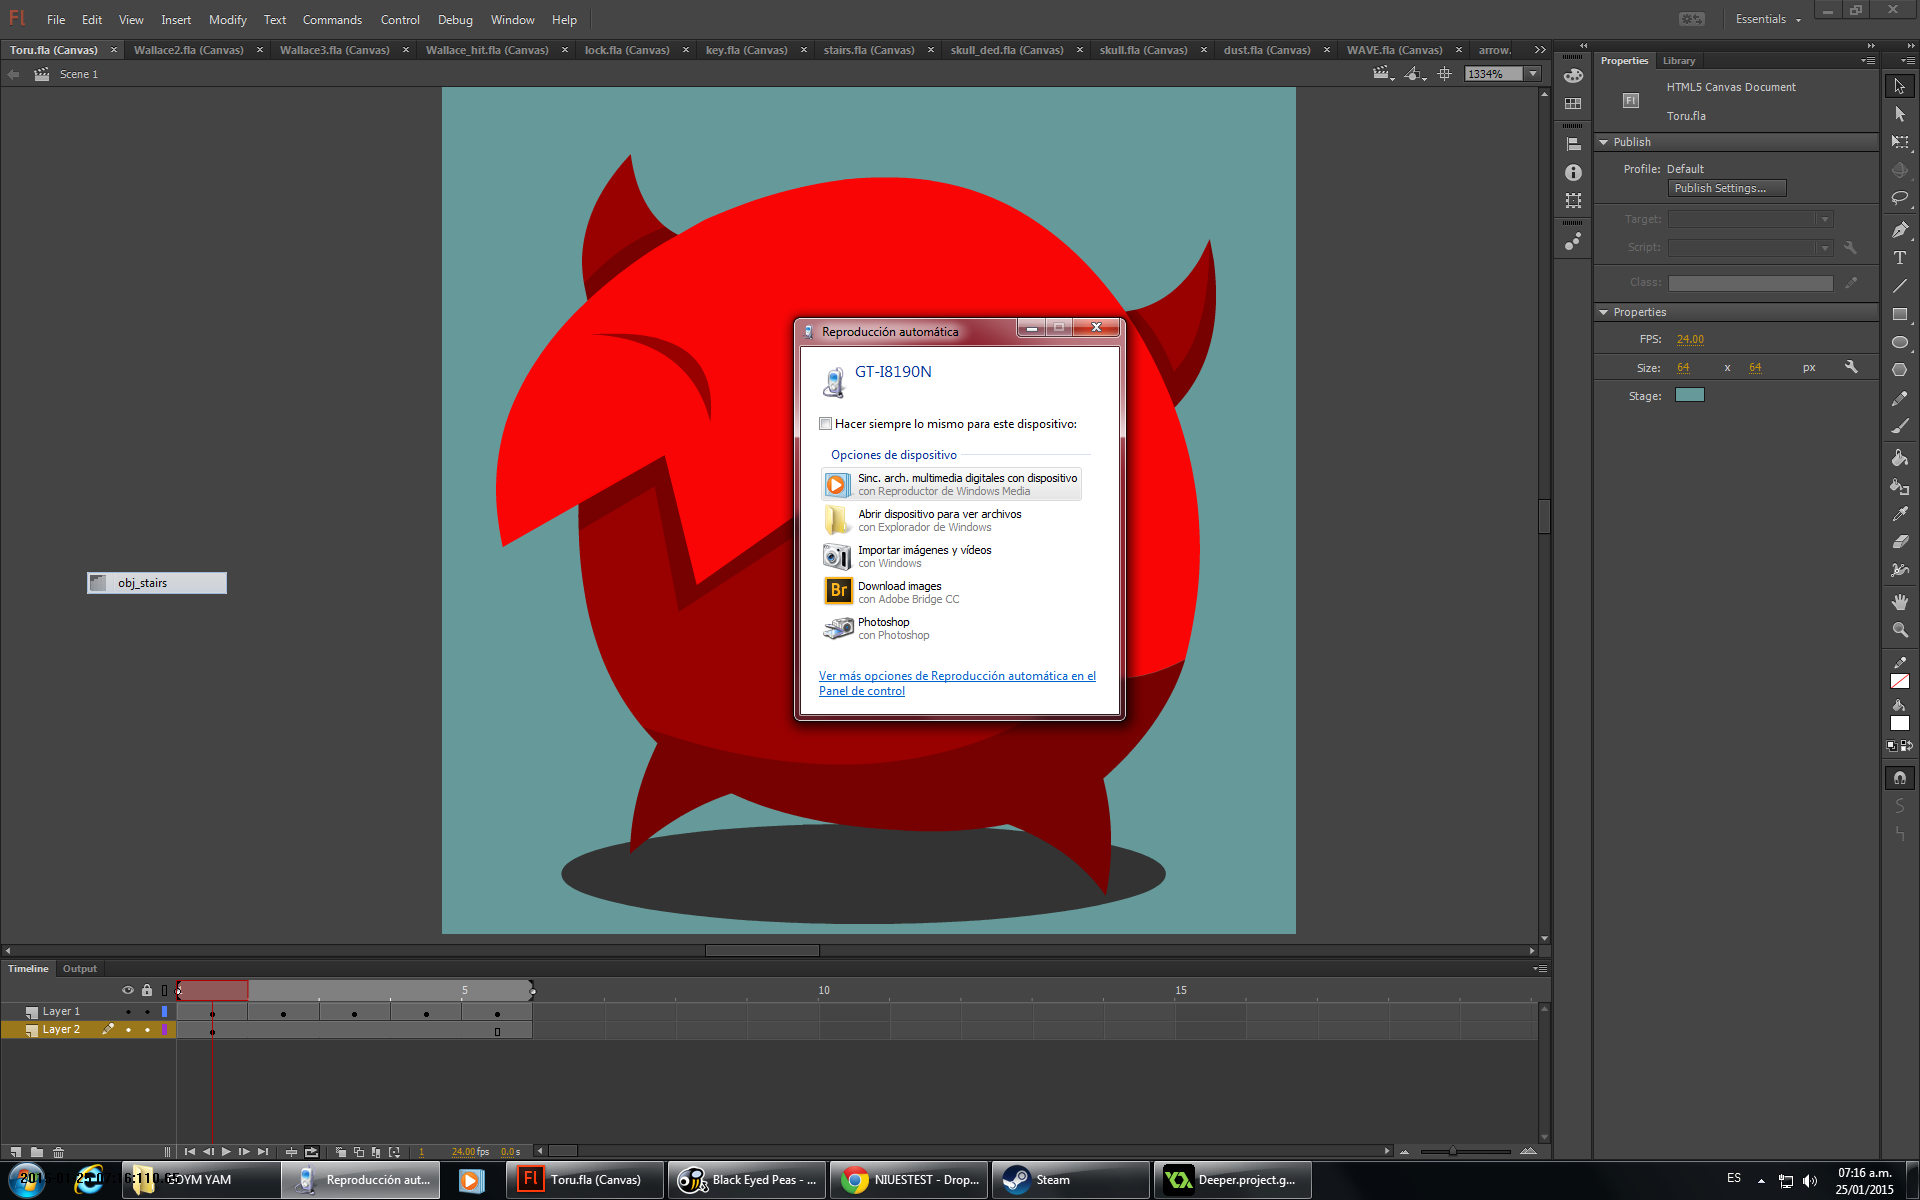 Fl File Edit View Insert Modify Text Commands Control Debug Window Help Essentials
Toru.fla (Canvas) × Wallace2.fla (Canvas) × Wallace3.fla (Canvas) × Wallace_hit.fla (Canvas) × lock.fla (Canvas) × key.fla (Canvas) × stairs.fla (Canvas) × skull_ded.fla (Canvas) × skull.fla (Canvas) × dust.fla (Canvas) × WAVE.fla (Canvas) × arrow.
Scene 1
1334%
Properties Library
HTML5 Canvas Document
Fl
Toru.fla
Publish
Profile: Default
Publish Settings...
Target:
Script:
Class:
Properties
FPS: 24.00
Size: 64 x 64 px
Stage:
T
Reproducción automática
GT-I8190N
Hacer siempre lo mismo para este dispositivo:
Opciones de dispositivo
Sinc. arch. multimedia digitales con dispositivo
con Reproductor de Windows Media
Abrir dispositivo para ver archivos
con Explorador de Windows
Importar imágenes y vídeos
con Windows
Br
Download images
con Adobe Bridge CC
Photoshop
con Photoshop
Ver más opciones de Reproducción automática en el
Panel de control
obj_stairs
Timeline Output
5 10 15
Layer 1
Layer 2
1 24.00 fps 0.0 s
YM YAM
Reproducción aut...
Fl Toru.fla (Canvas)
Black Eyed Peas - ...
NIUESTEST - Drop...
Steam
Deeper.project.g...
ES
07:16 a.m.
25/01/2015